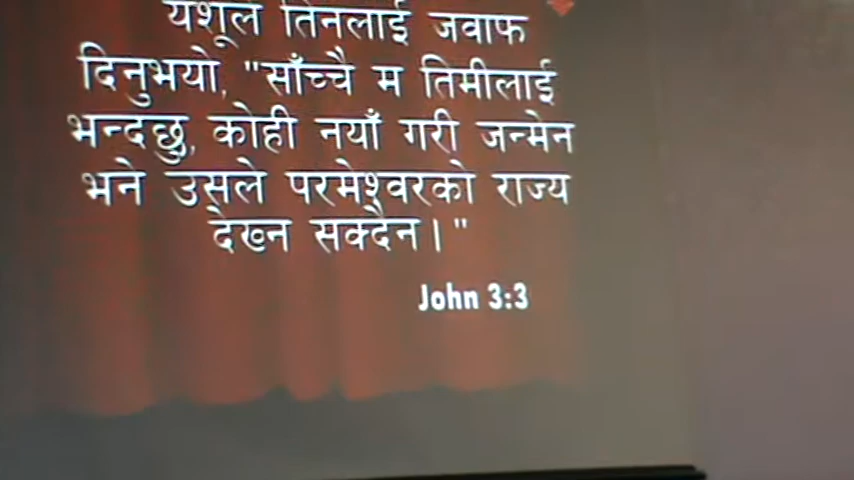 येशूले तिनलाई जवाफ
दिनुभयो, "साँच्चै म तिमीलाई
भन्दछु, कोही नयाँ गरी जन्मेन
भने उसले परमेश्वरको राज्य
देख्न सक्दैन।"
John 3:3